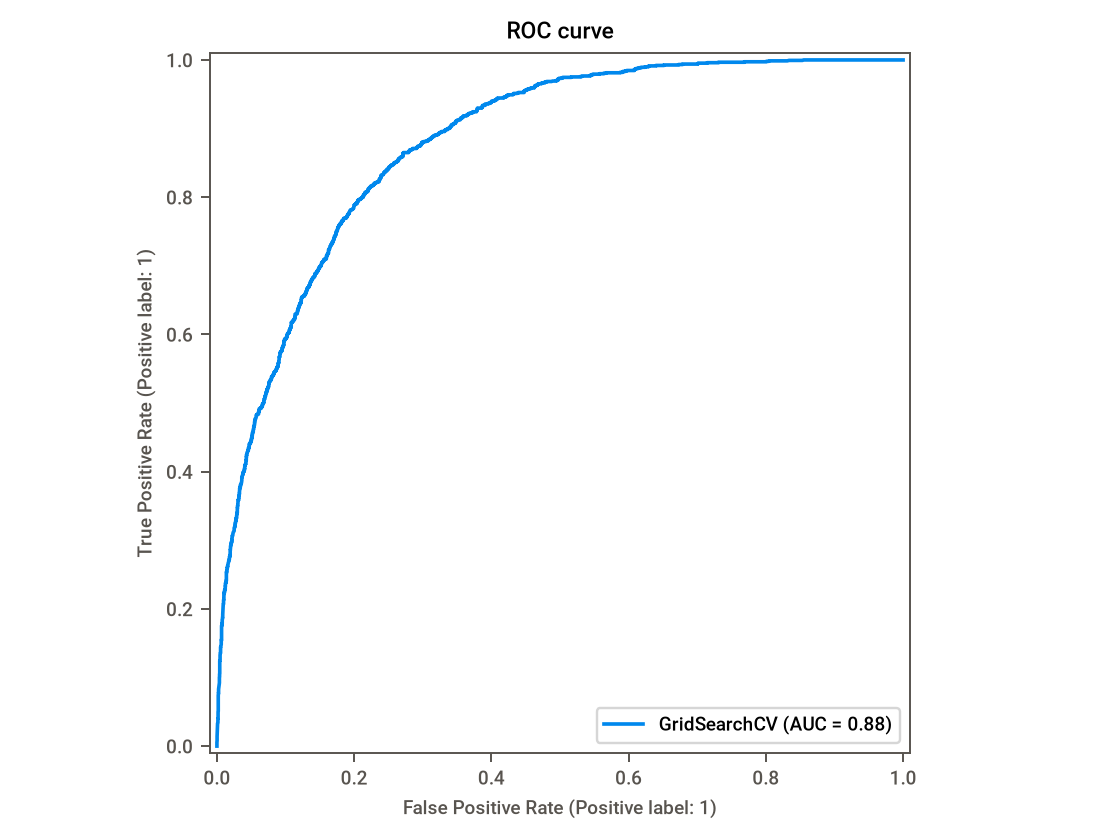 ROC curve
1.0
0.8
0.6
0.4
0.2
0.0
True Positive Rate (Positive label: 1)
GridSearchCV (AUC = 0.88)
0.0 0.2 0.4 0.6 0.8 1.0
False Positive Rate (Positive label: 1)